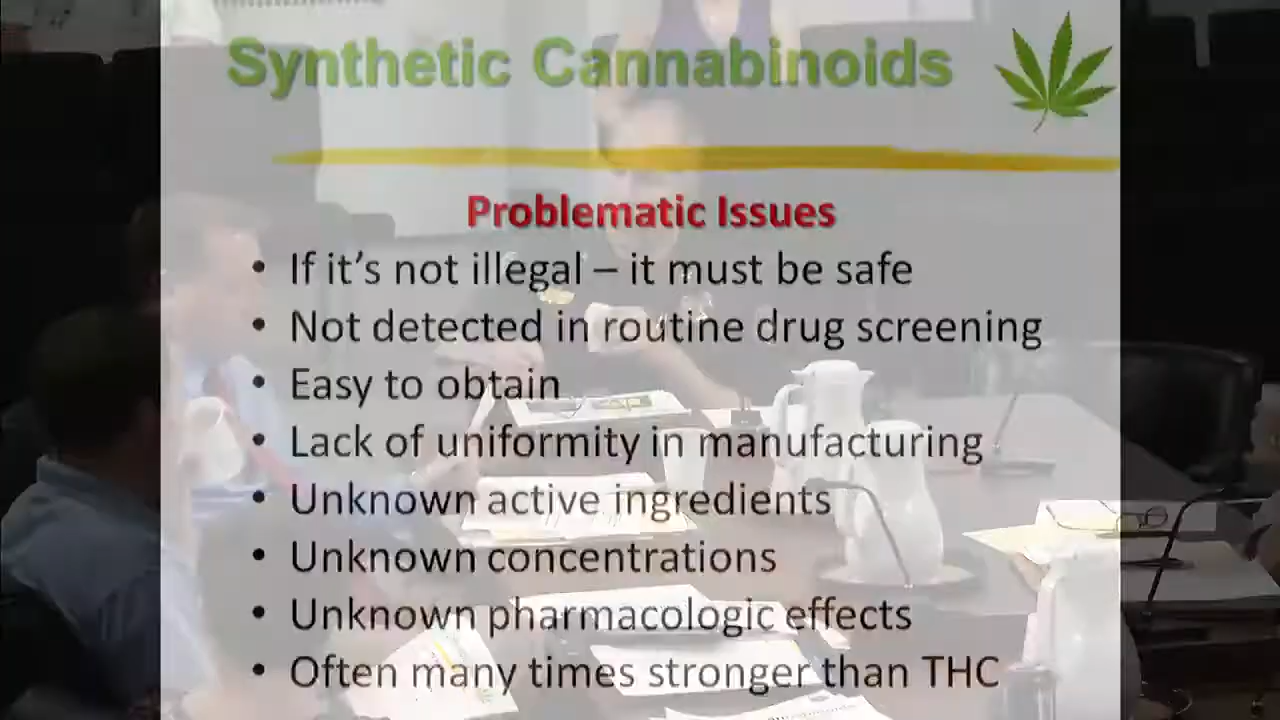 Synthetic Cannabinoids
Problematic Issues
• If it’s not illegal – it must be safe
• Not detected in routine drug screening
• Easy to obtain
• Lack of uniformity in manufacturing
• Unknown active ingredients
• Unknown concentrations
• Unknown pharmacologic effects
• Often many times stronger than THC